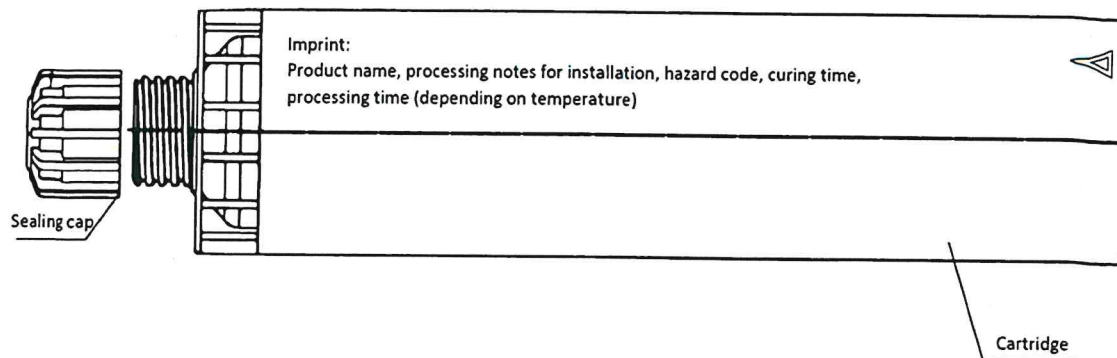 Imprint:
Product name, processing notes for installation, hazard code, curing time,
processing time (depending on temperature)
Sealing cap
Cartridge